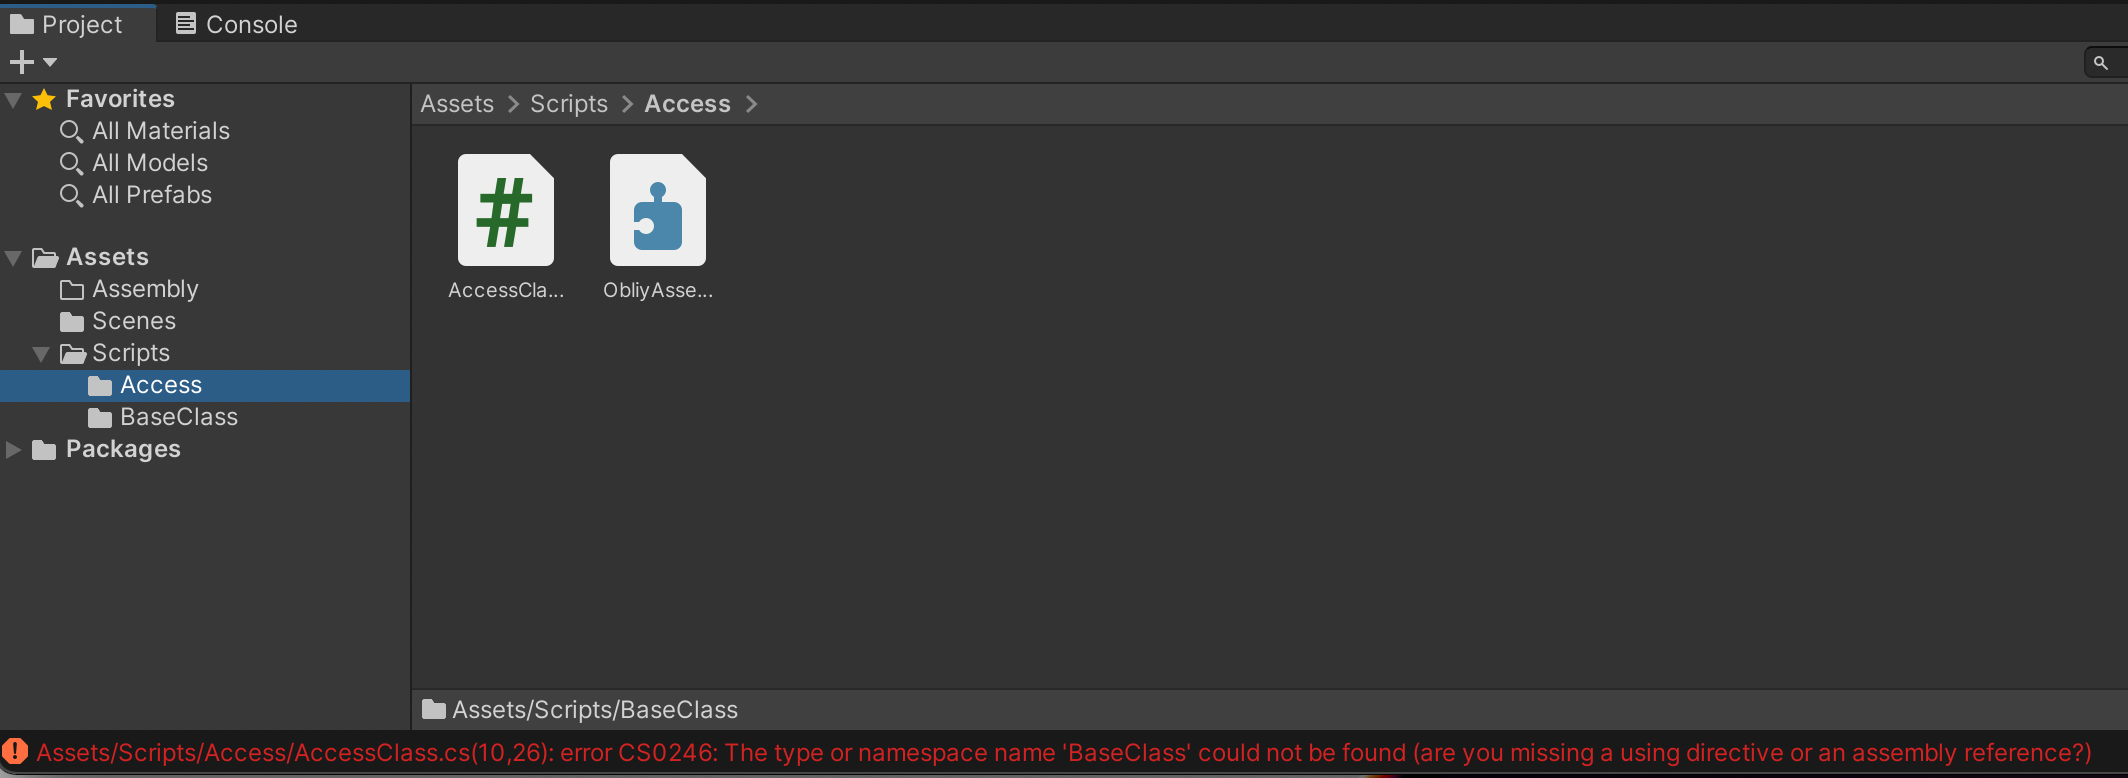 Project
Console
Favorites
All Materials
All Models
All Prefabs
Assets
Assembly
Scenes
Scripts
Access
BaseClass
Packages
Assets > Scripts > Access >
AccessCla...
ObliyAsse...
Assets/Scripts/BaseClass
Assets/Scripts/Access/AccessClass.cs(10,26): error CS0246: The type or namespace name 'BaseClass' could not be found (are you missing a using directive or an assembly reference?)